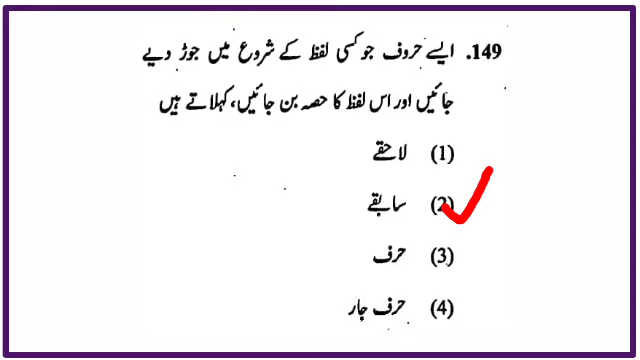 149. ایسے حروف جو کسی لفظ کے شروع میں جوڑ دیے
جائیں اور اس لفظ کا حصہ بن جائیں، کہلاتے ہیں
(1) لاحقے
(2) سابقے
(3) حرف
(4) حرف جار